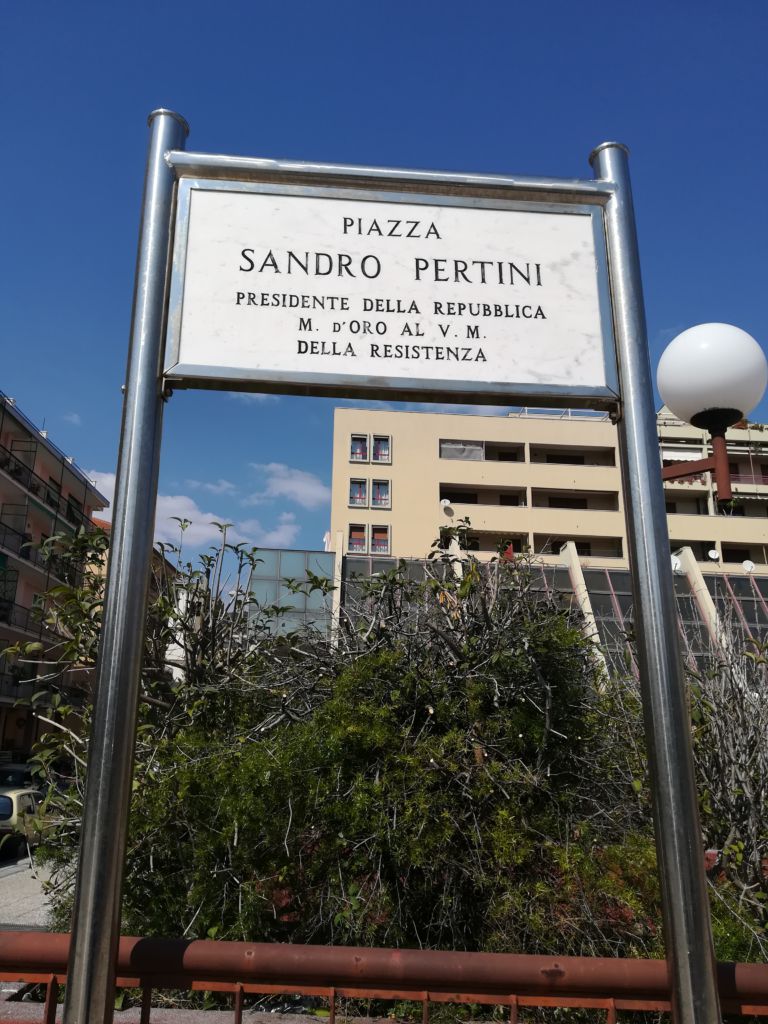 PIAZZA
SANDRO PERTINI
PRESIDENTE DELLA REPUBBLICA
M. D'ORO AL V. M.
DELLA RESISTENZA